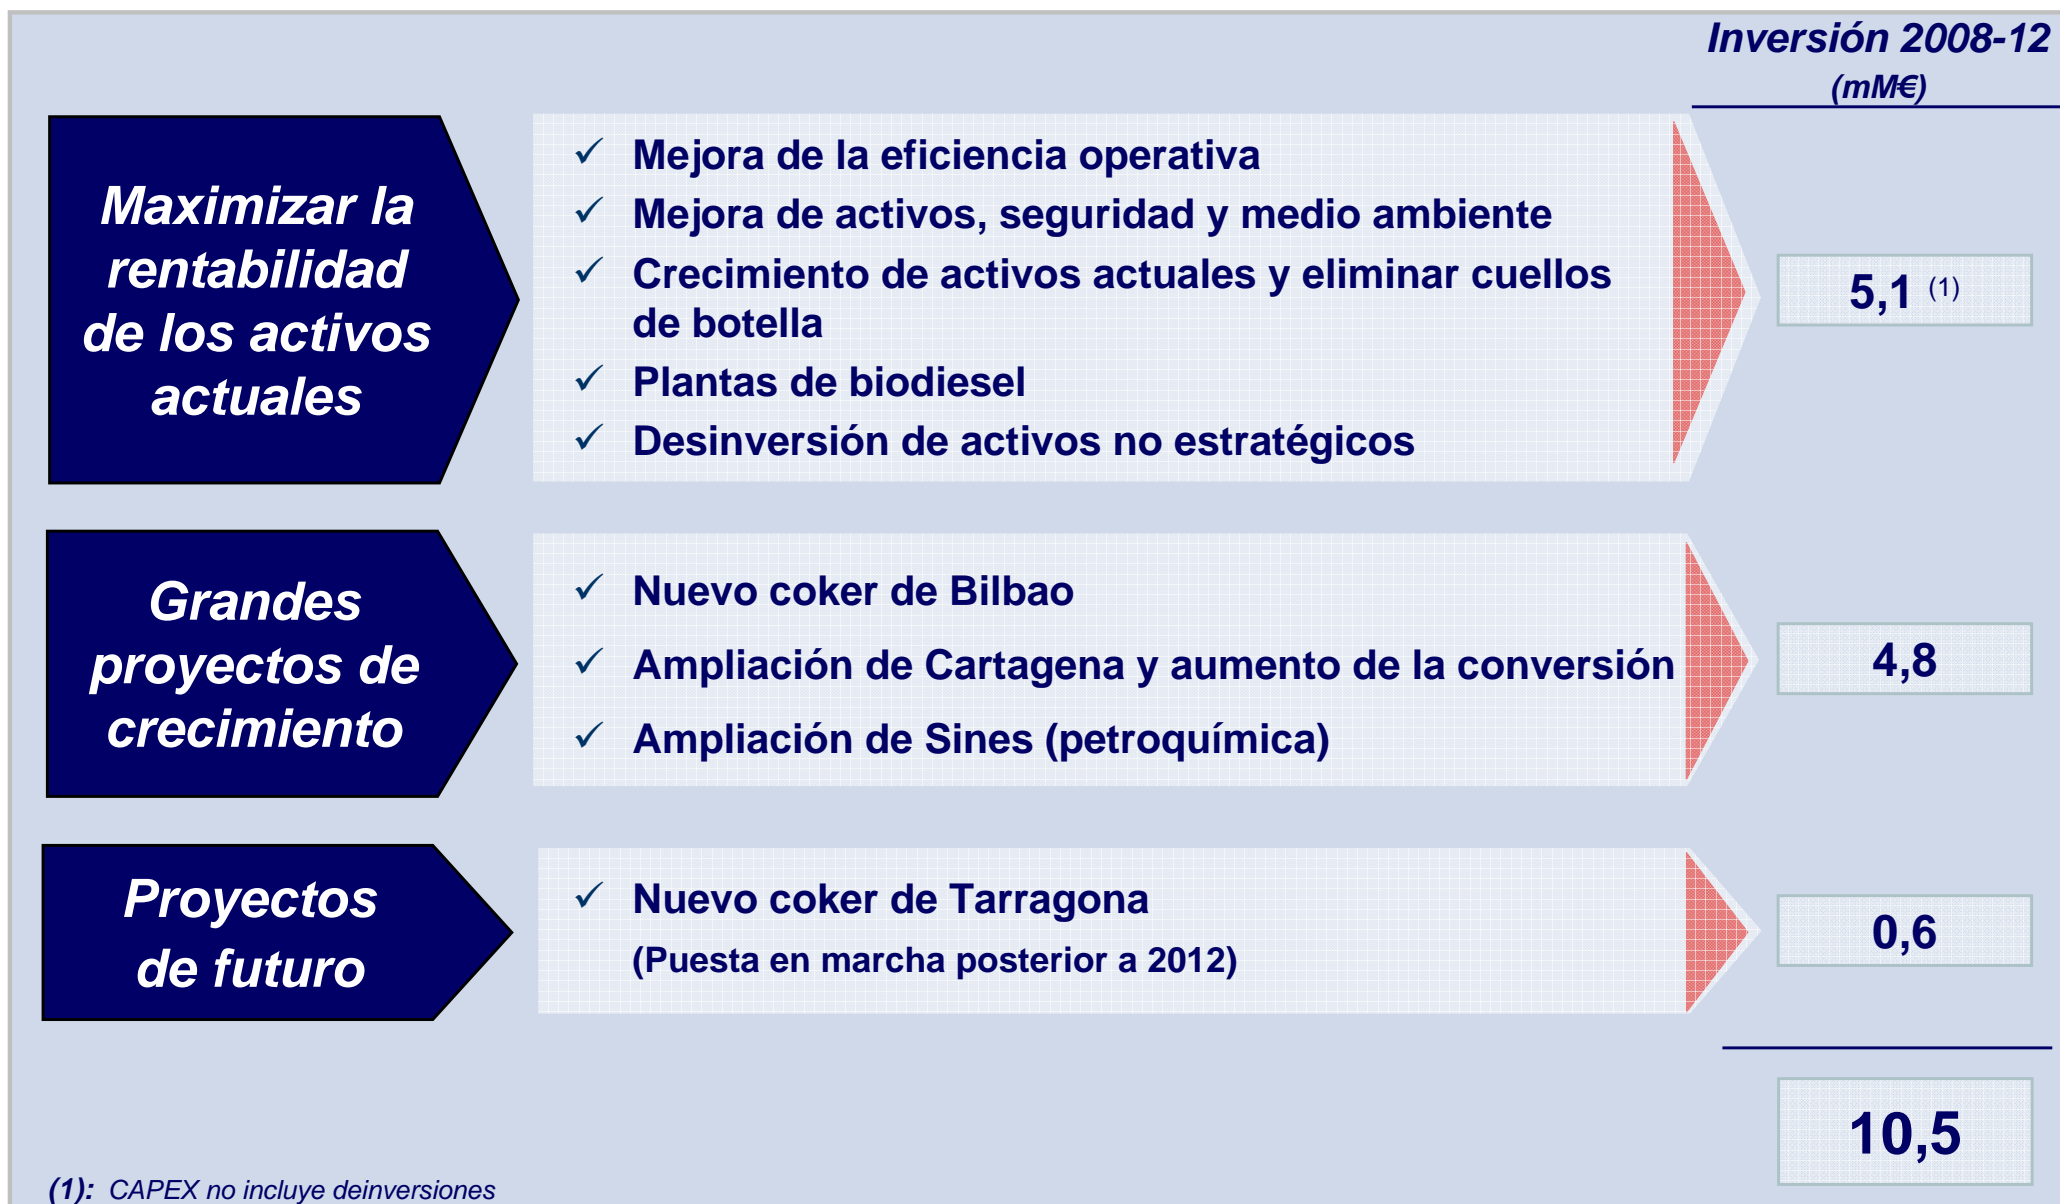 Inversión 2008-12
(mM€)
Maximizar la
rentabilidad
de los activos
actuales
✓ Mejora de la eficiencia operativa
✓ Mejora de activos, seguridad y medio ambiente
✓ Crecimiento de activos actuales y eliminar cuellos
de botella
✓ Plantas de biodiesel
✓ Desinversión de activos no estratégicos
5,1 (1)
Grandes
proyectos de
crecimiento
✓ Nuevo coker de Bilbao
✓ Ampliación de Cartagena y aumento de la conversión
✓ Ampliación de Sines (petroquímica)
4,8
Proyectos
de futuro
✓ Nuevo coker de Tarragona
(Puesta en marcha posterior a 2012)
0,6
10,5
(1): CAPEX no incluye deinversiones